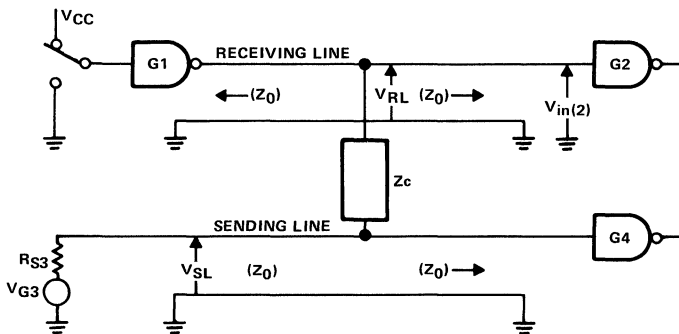 VCC
G1
RECEIVING LINE
G2
(Z0)
VRL
(Z0)
Vin(2)
Zc
SENDING LINE
G4
RS3
VSL
(Z0)
(Z0)
VG3